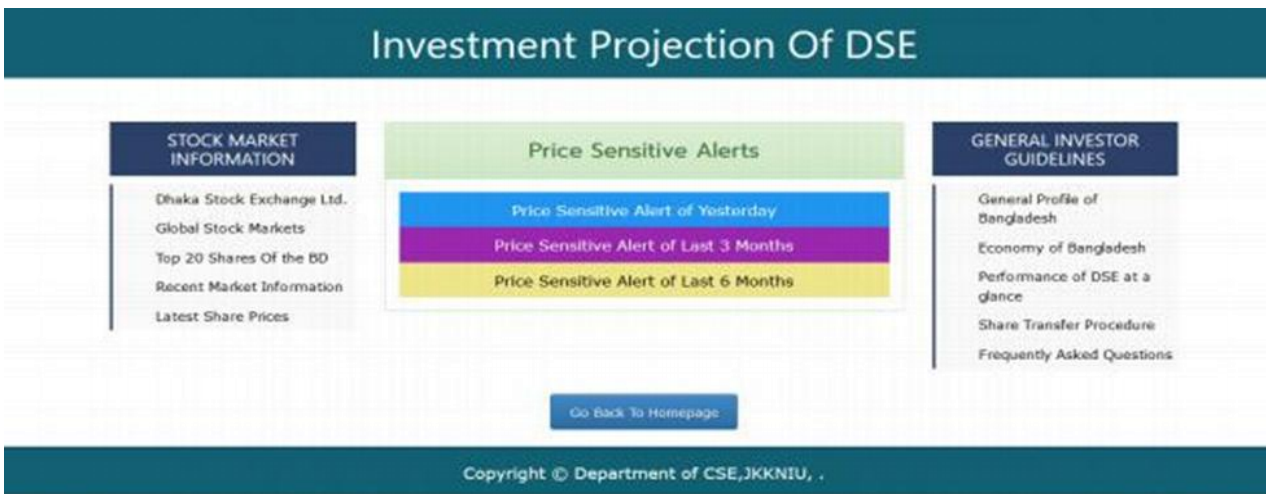 Investment Projection Of DSE
STOCK MARKET
INFORMATION
Dhaka Stock Exchange Ltd.
Global Stock Markets
Top 20 Shares Of the BD
Recent Market Information
Latest Share Prices
Price Sensitive Alerts
Price Sensitive Alert of Yesterday
Price Sensitive Alert of Last 3 Months
Price Sensitive Alert of Last 6 Months
GENERAL INVESTOR
GUIDELINES
General Profile of
Bangladesh
Economy of Bangladesh
Performance of DSE at a
glance
Share Transfer Procedure
Frequently Asked Questions
Go Back To Homepage
Copyright © Department of CSE,JKKNIU, .